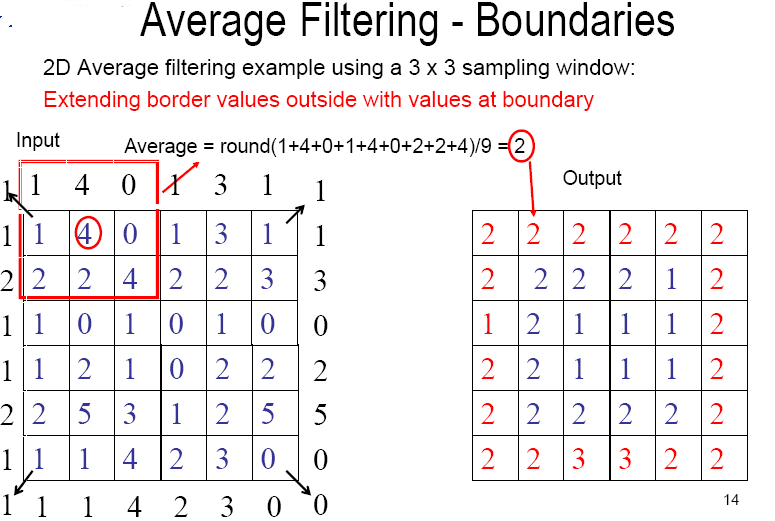 Average Filtering - Boundaries
2D Average filtering example using a 3 x 3 sampling window:
Extending border values outside with values at boundary
Input
Average = round(1+4+0+1+4+0+2+2+4)/9 = 2
Output
1 1 4 0 1 3 1 1
1 1 4 0 1 3 1 1
2 2 2 4 2 2 3 3
1 1 0 1 0 1 0 0
1 1 2 1 0 2 2 2
2 2 5 3 1 2 5 5
1 1 1 4 2 3 0 0
1 1 1 4 2 3 0 0
2 2 2 2 2 2
2 2 2 2 1 2
1 2 1 1 1 2
2 2 1 1 1 2
2 2 2 2 2 2
2 2 3 3 2 2
14